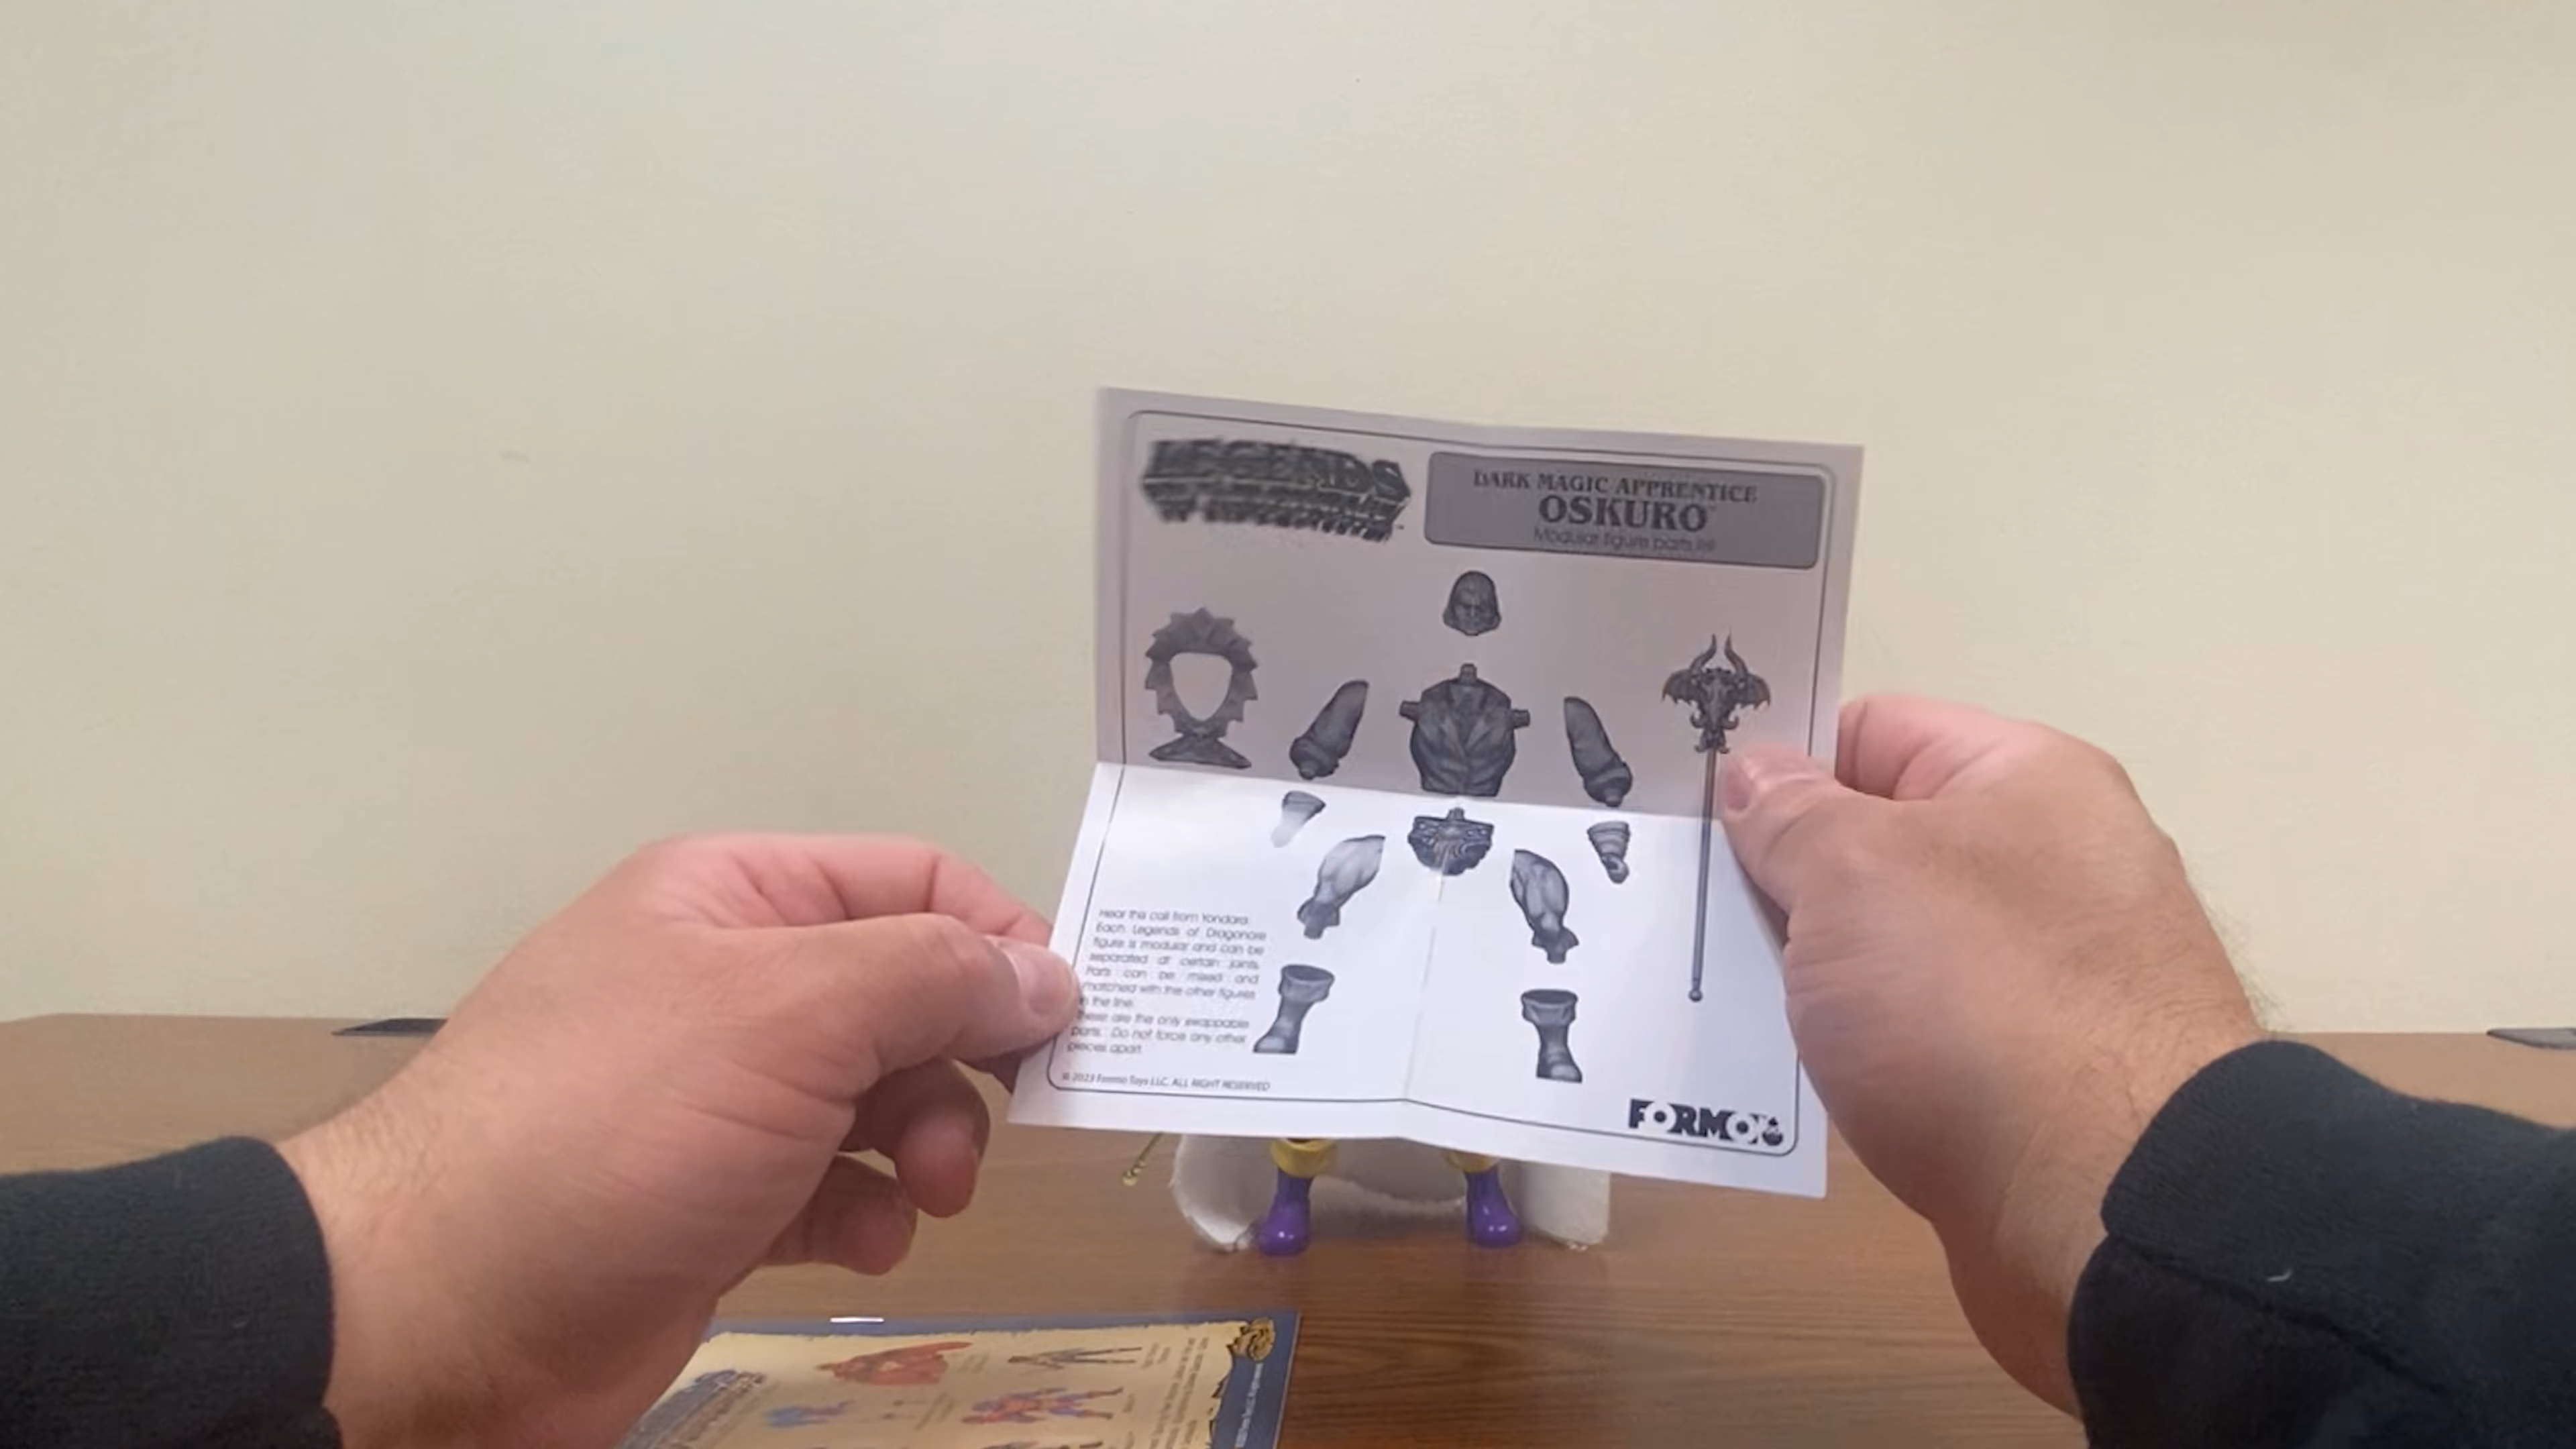 LEGENDS
DARK MAGIC APPRENTICE
OSKURO™
Modular figure parts list
Hear the call from Yondara.
Each Legends of Dragonore
figure is modular and can be
separated at certain joints.
Parts can be mixed and
matched with the other figures
in the line.
These are the only swappable
parts. Do not force any other
pieces apart.
© 2023 Formo Toys LLC. ALL RIGHT RESERVED
FORMO